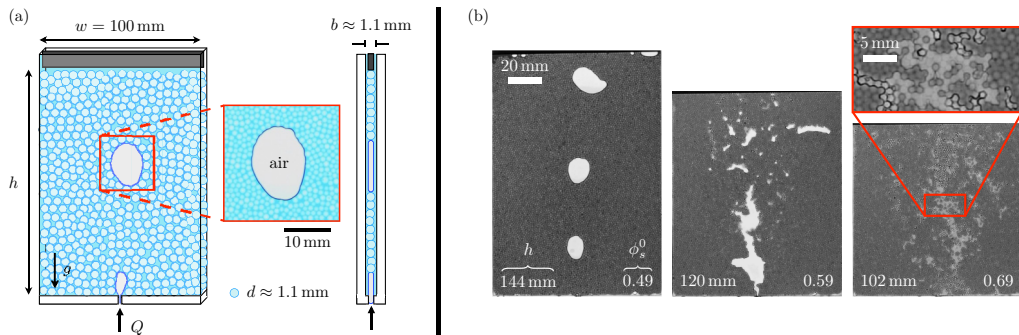 (a)
w = 100 mm
b ≈ 1.1 mm
h
air
10 mm
g
d ≈ 1.1 mm
Q
(b)
20 mm
h
ϕ_s^0
144 mm
0.49
120 mm
0.59
5 mm
102 mm
0.69